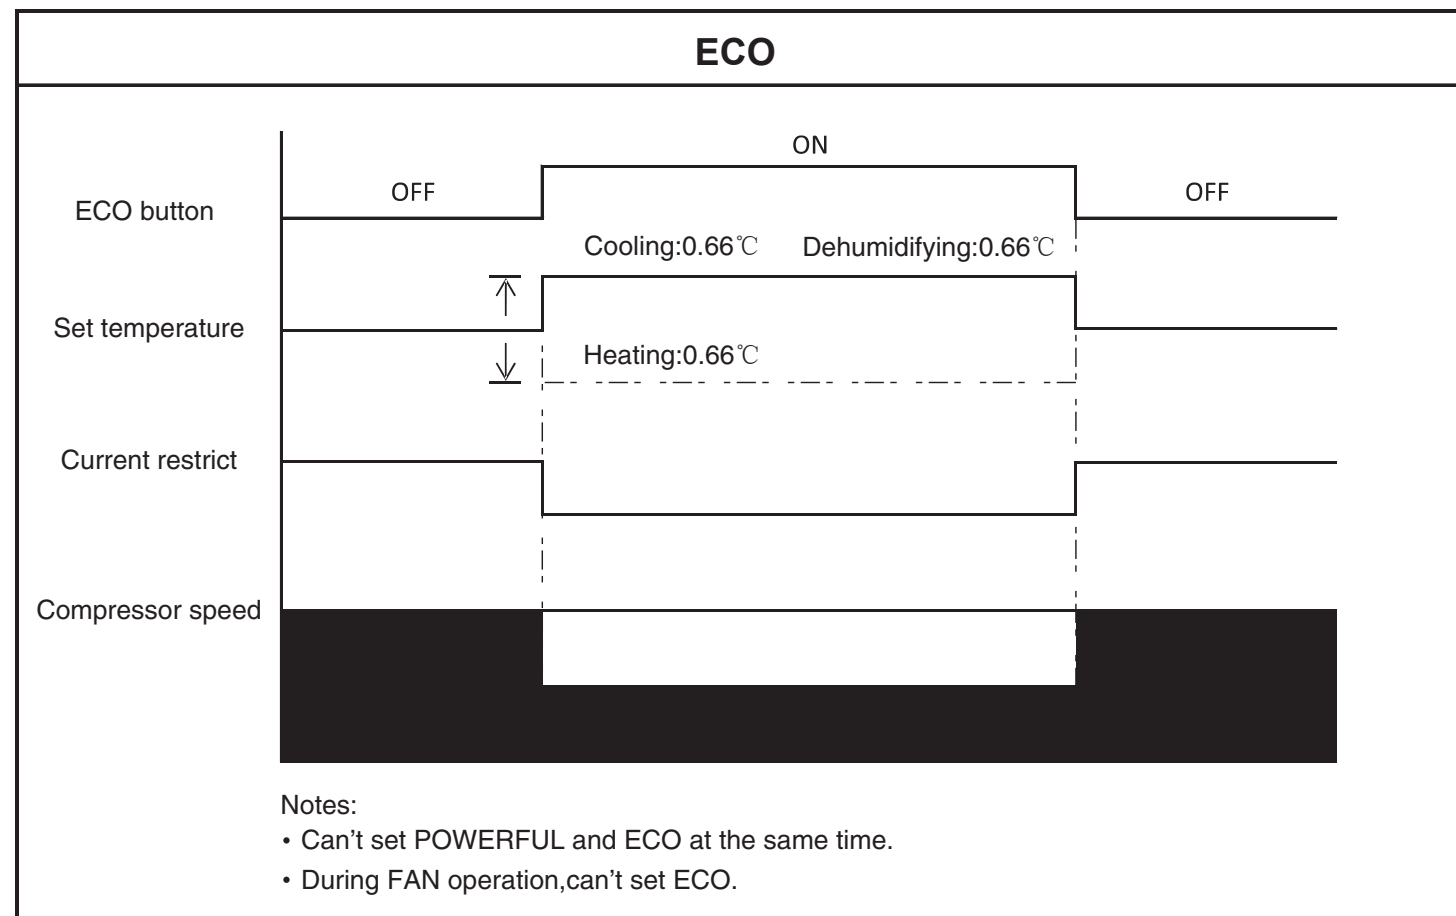 ECO
ON
OFF
OFF
ECO button
Cooling:0.66℃ Dehumidifying:0.66℃
Set temperature
Heating:0.66℃
Current restrict
Compressor speed
Notes:
• Can't set POWERFUL and ECO at the same time.
• During FAN operation,can't set ECO.